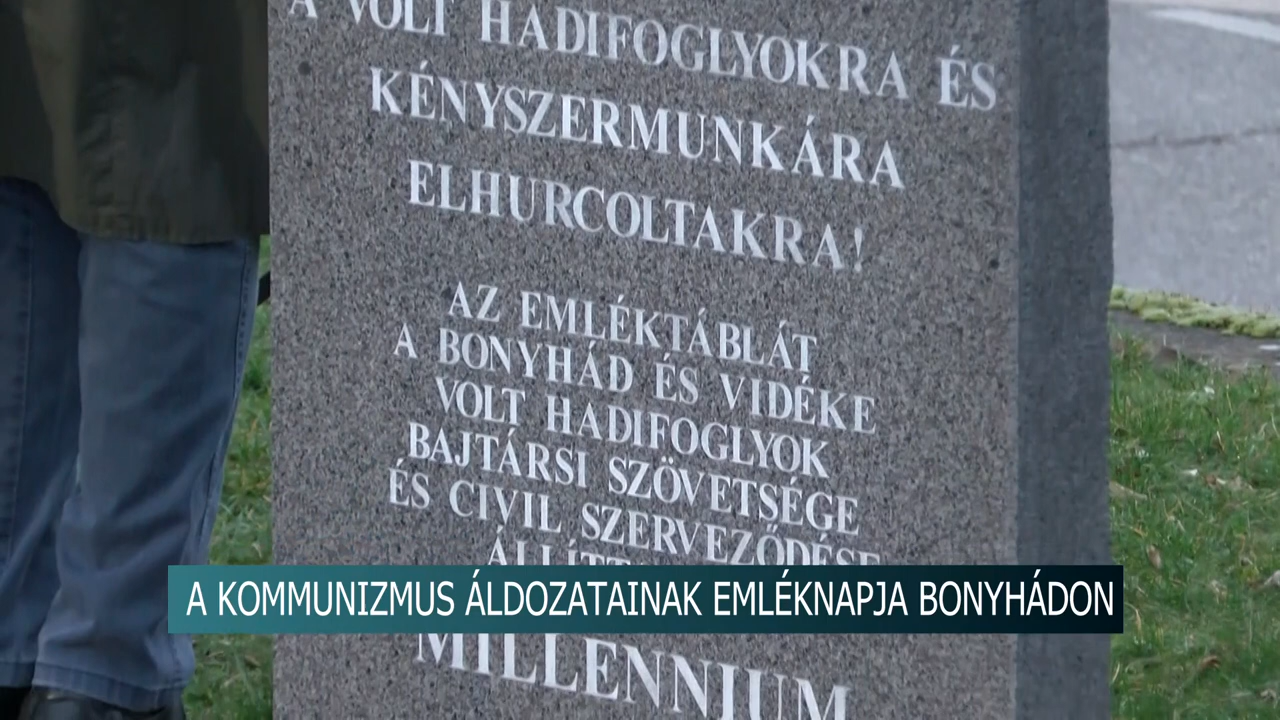 A VOLT HADIFOGLYOKRA ÉS
KÉNYSZERMUNKÁRA
ELHURCOLTAKRA!
AZ EMLÉKTÁBLÁT
A BONYHÁD ÉS VIDÉKE
VOLT HADIFOGLYOK
BAJTÁRSI SZÖVETSÉGE
ÉS CIVIL SZERVEZŐDÉSE
A KOMMUNIZMUS ÁLDOZATAINAK EMLÉKNAPJA BONYHÁDON
MILLENNIUM